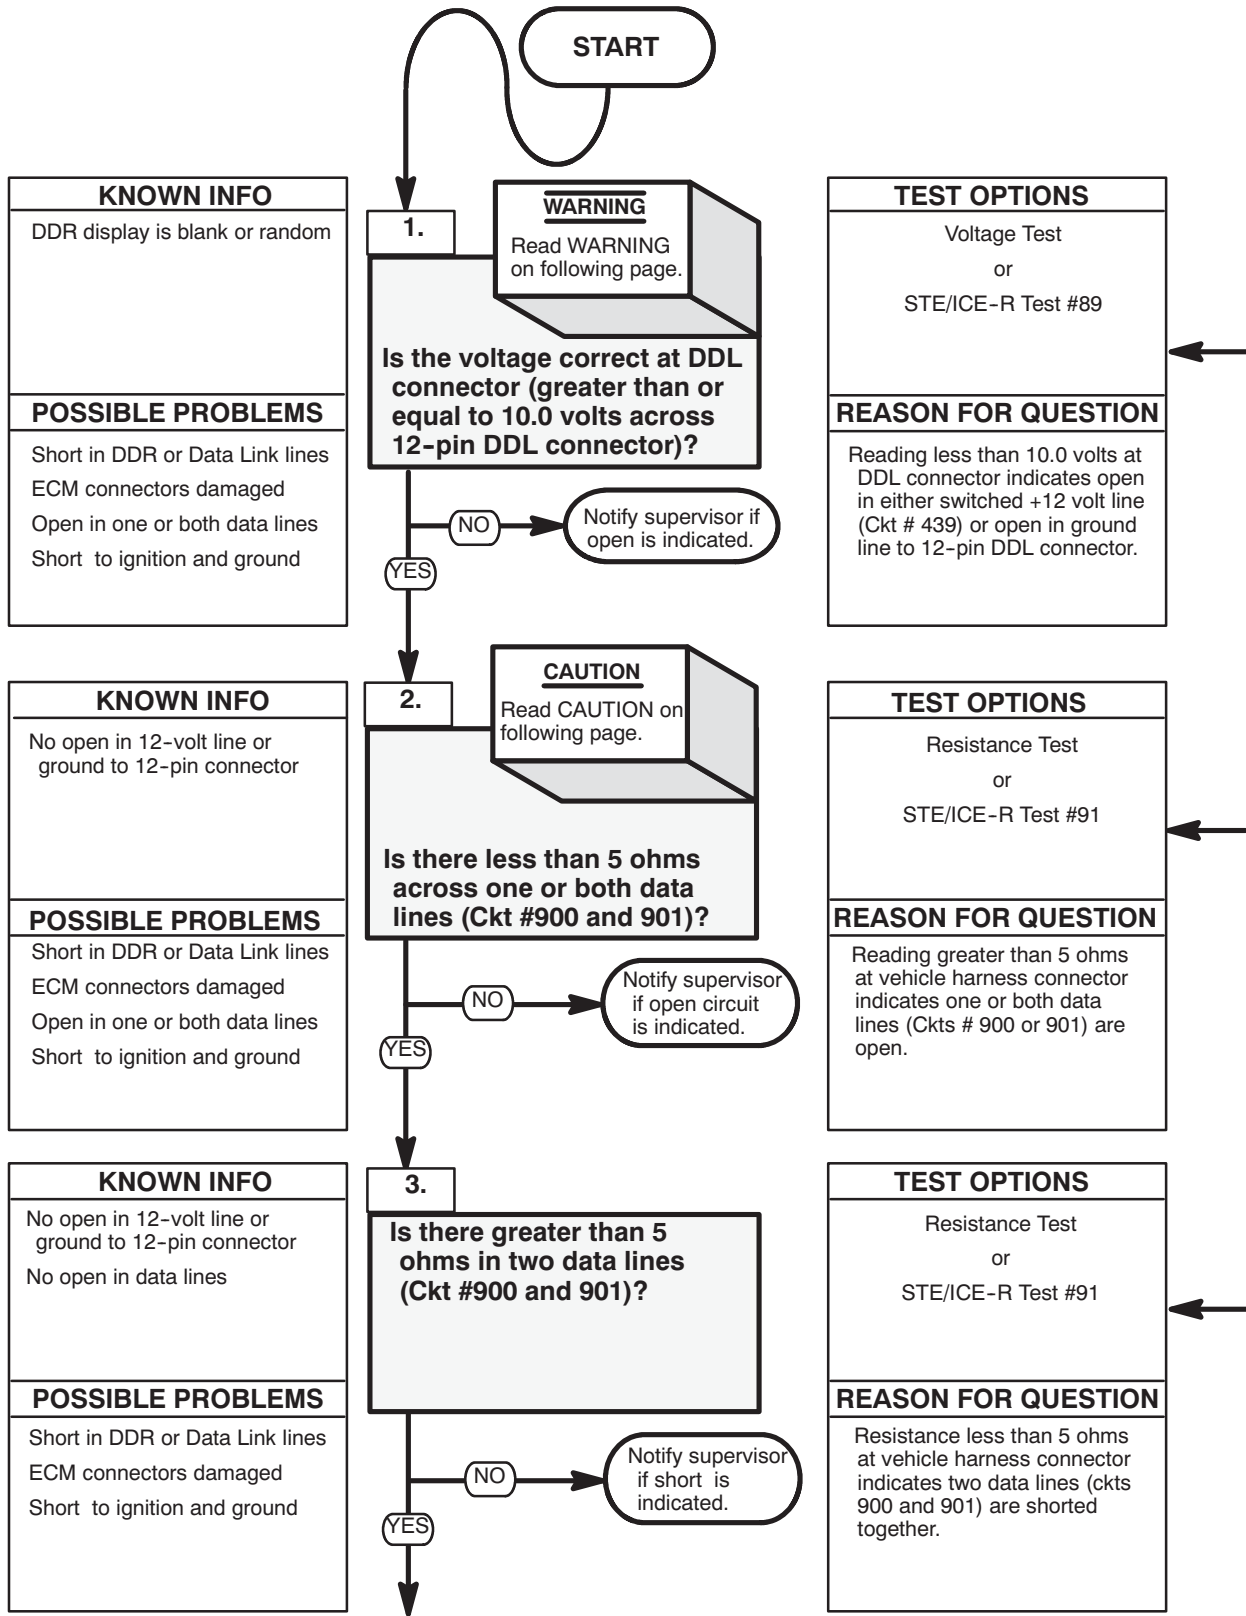 START
KNOWN INFO
DDR display is blank or random
POSSIBLE PROBLEMS
Short in DDR or Data Link lines
ECM connectors damaged
Open in one or both data lines
Short to ignition and ground
1.
WARNING
Read WARNING
on following page.
Is the voltage correct at DDL
connector (greater than or
equal to 10.0 volts across
12-pin DDL connector)?
NO
Notify supervisor if
open is indicated.
YES
TEST OPTIONS
Voltage Test
or
STE/ICE-R Test #89
REASON FOR QUESTION
Reading less than 10.0 volts at
DDL connector indicates open
in either switched +12 volt line
(Ckt # 439) or open in ground
line to 12-pin DDL connector.
KNOWN INFO
No open in 12-volt line or
ground to 12-pin connector
POSSIBLE PROBLEMS
Short in DDR or Data Link lines
ECM connectors damaged
Open in one or both data lines
Short to ignition and ground
2.
CAUTION
Read CAUTION on
following page.
Is there less than 5 ohms
across one or both data
lines (Ckt #900 and 901)?
NO
Notify supervisor
if open circuit
is indicated.
YES
TEST OPTIONS
Resistance Test
or
STE/ICE-R Test #91
REASON FOR QUESTION
Reading greater than 5 ohms
at vehicle harness connector
indicates one or both data
lines (Ckts # 900 or 901) are
open.
KNOWN INFO
No open in 12-volt line or
ground to 12-pin connector
No open in data lines
POSSIBLE PROBLEMS
Short in DDR or Data Link lines
ECM connectors damaged
Short to ignition and ground
3.
Is there greater than 5
ohms in two data lines
(Ckt #900 and 901)?
NO
Notify supervisor
if short is
indicated.
YES
TEST OPTIONS
Resistance Test
or
STE/ICE-R Test #91
REASON FOR QUESTION
Resistance less than 5 ohms
at vehicle harness connector
indicates two data lines (ckts
900 and 901) are shorted
together.